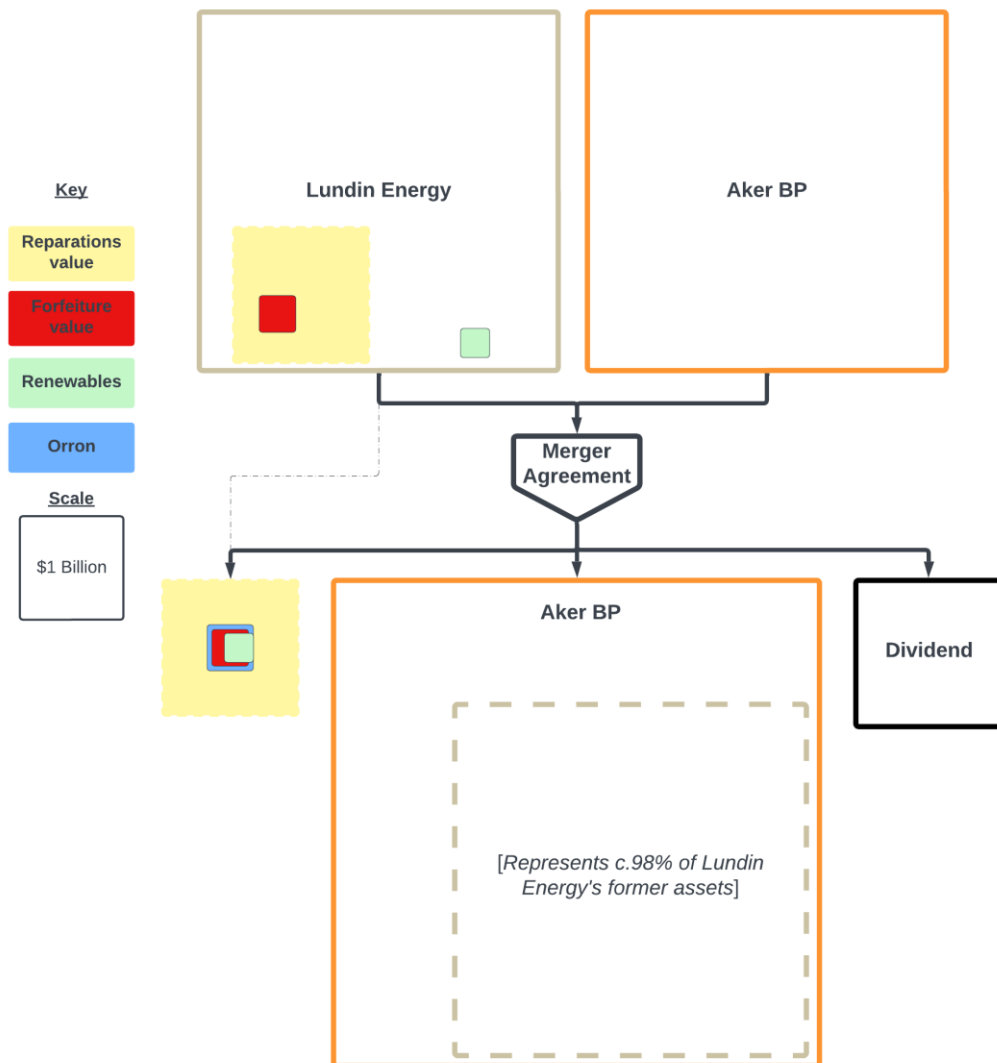 Lundin Energy
Aker BP
Key
Reparations
value
Forfeiture
value
Renewables
Orron
Scale
$1 Billion
Merger
Agreement
Aker BP
Dividend
[Represents c.98% of Lundin
Energy's former assets]